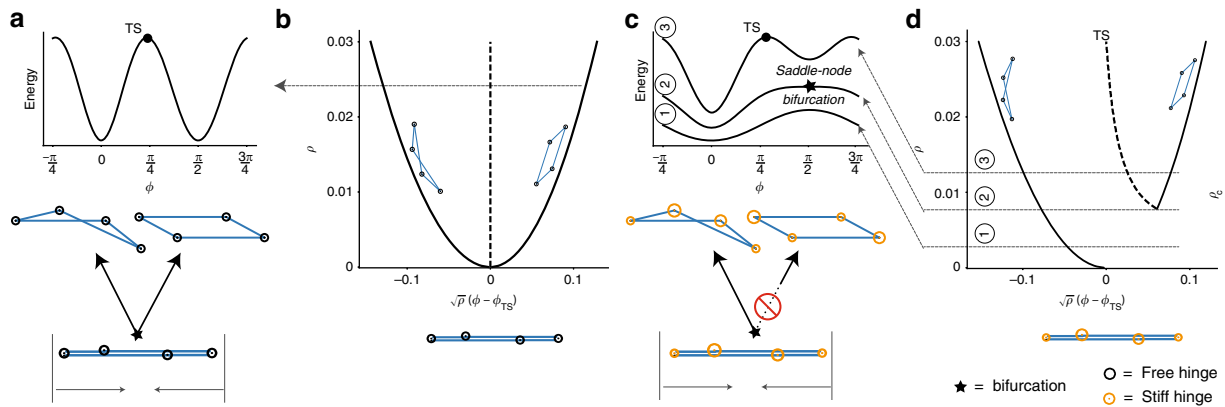 a
TS
Energy
−π/4
0
π/4
π/2
3π/4
ϕ
b
0.03
0.02
ρ
0.01
0
−0.1
0
0.1
√ρ (ϕ − ϕTS)
c
3
TS
Saddle-node
2
bifurcation
1
Energy
−π/4
0
π/4
π/2
3π/4
ϕ
d
TS
0.03
0.02
ρ
3
0.01
2
ρc
1
0
−0.1
0
0.1
√ρ (ϕ − ϕTS)
★ = bifurcation
= Free hinge
= Stiff hinge